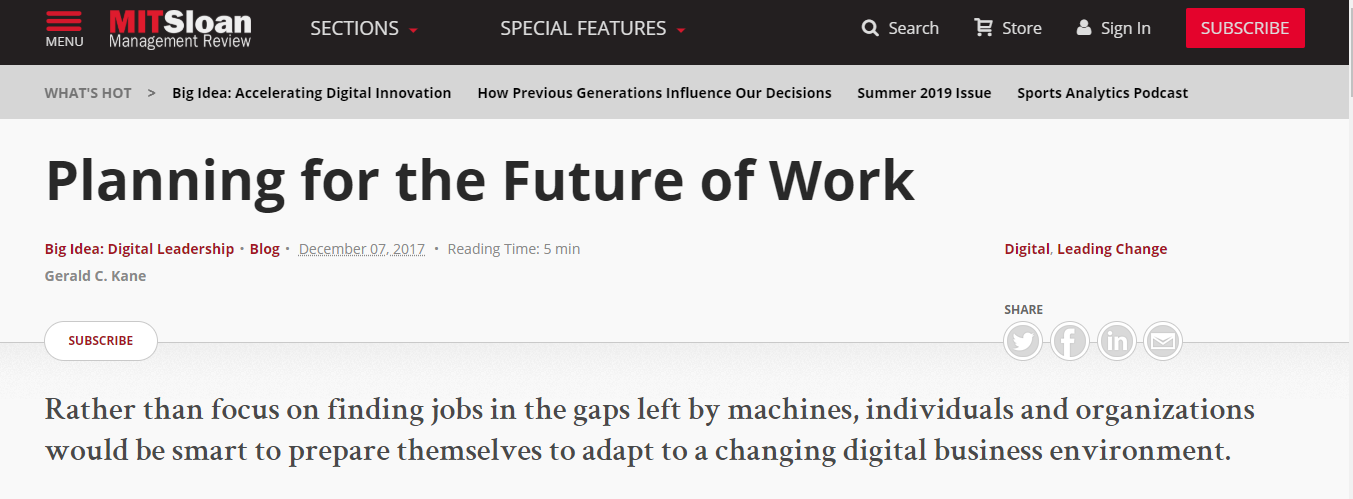 MENU
MITSloan
Management Review
SECTIONS
SPECIAL FEATURES
Search
Store
Sign In
SUBSCRIBE
WHAT'S HOT > Big Idea: Accelerating Digital Innovation How Previous Generations Influence Our Decisions Summer 2019 Issue Sports Analytics Podcast
Planning for the Future of Work
Big Idea: Digital Leadership • Blog • December 07, 2017 • Reading Time: 5 min
Digital, Leading Change
Gerald C. Kane
SHARE
SUBSCRIBE
Rather than focus on finding jobs in the gaps left by machines, individuals and organizations
would be smart to prepare themselves to adapt to a changing digital business environment.